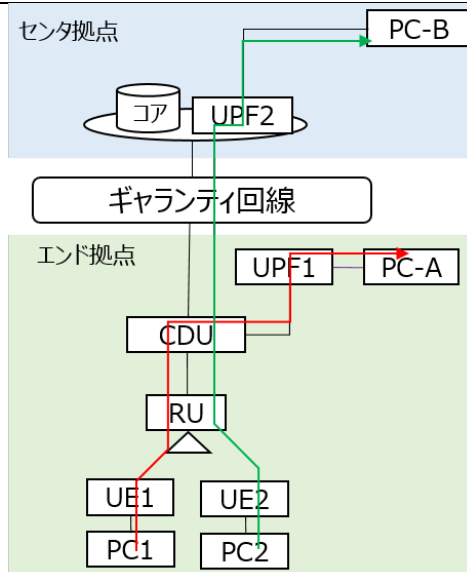 センタ拠点
PC-B
コア
UPF2
ギャランティ回線
エンド拠点
UPF1
PC-A
CDU
RU
UE1
UE2
PC1
PC2